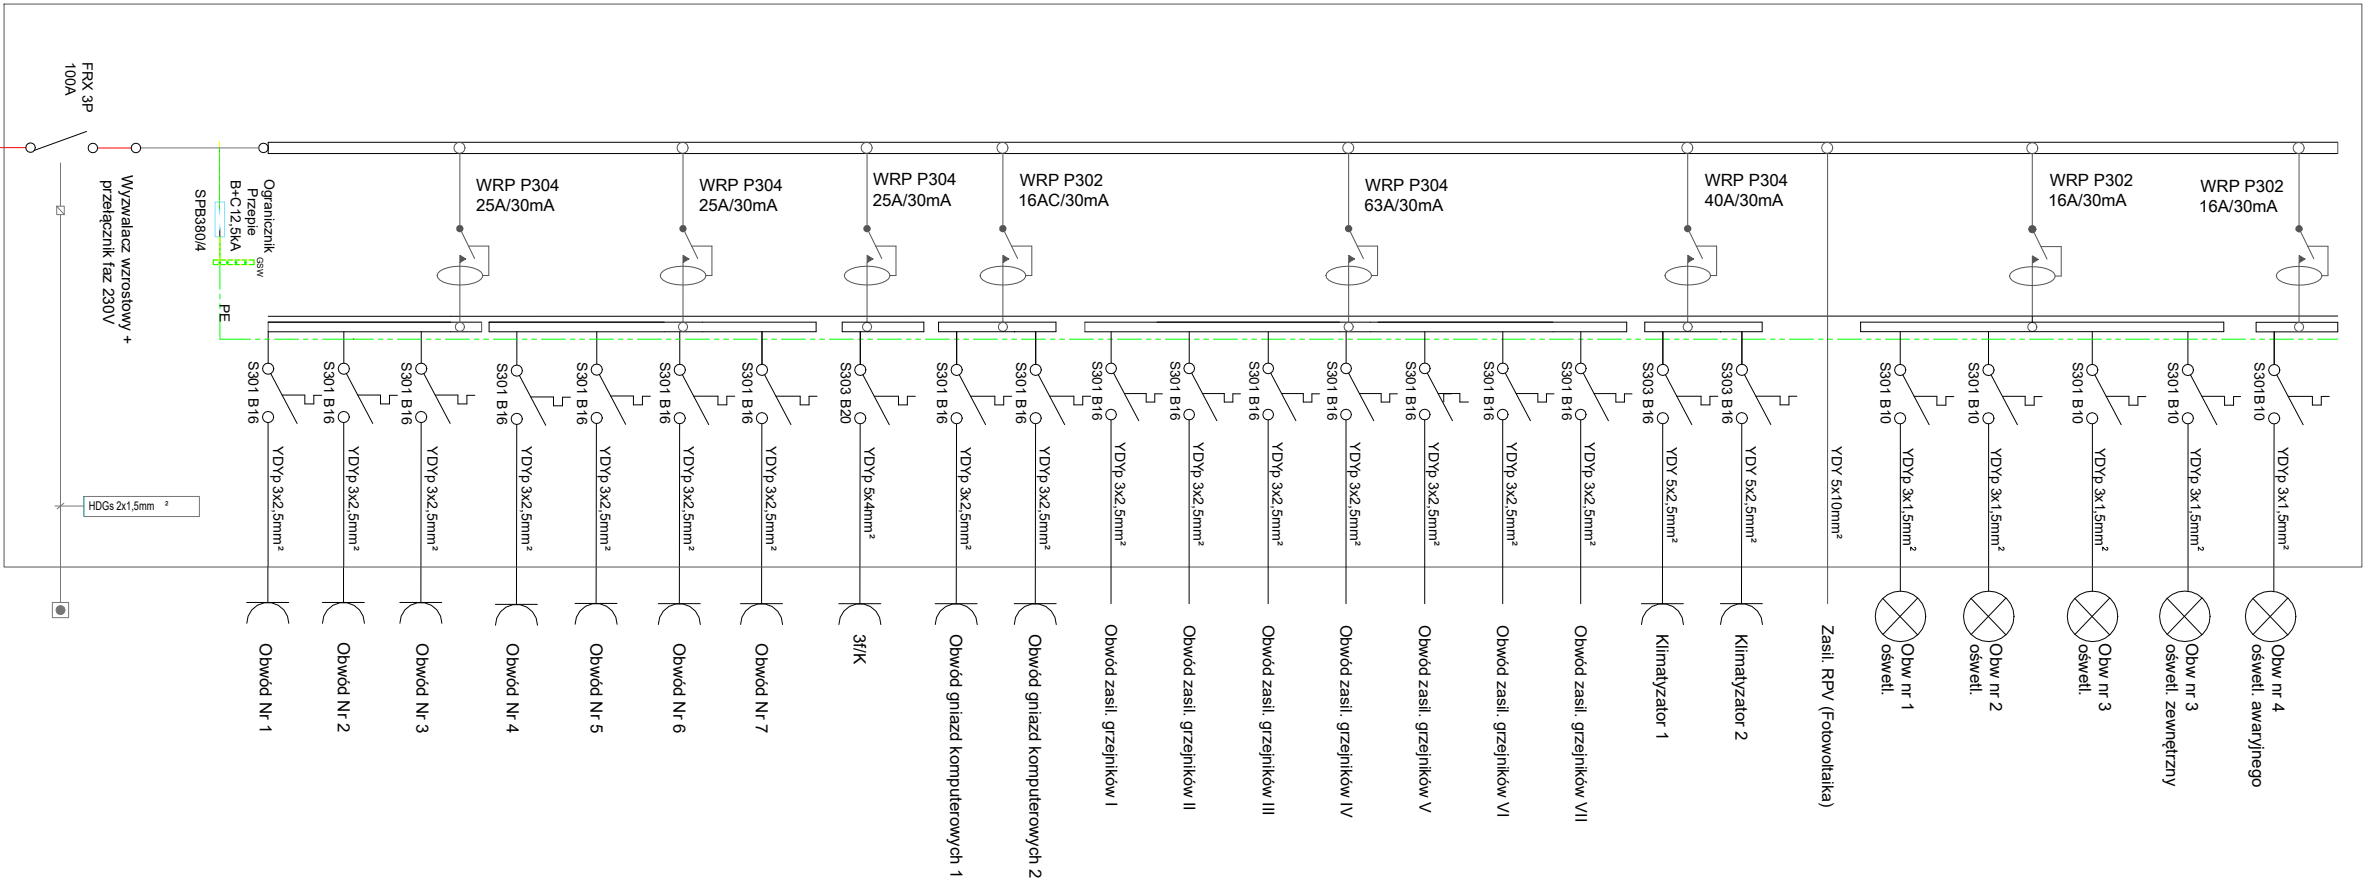 FRX 3P
100A
Wyzwalacz wzrostowy +
przełącznik faz 230V
HDGs 2x1,5mm ²
Ogranicznik
Przepie
B+C12,5kA
SPB380/4
GSW
PE
WRP P304
25A/30mA
WRP P304
25A/30mA
WRP P304
25A/30mA
WRP P302
16AC/30mA
WRP P304
63A/30mA
WRP P304
40A/30mA
WRP P302
16A/30mA
WRP P302
16A/30mA
S301 B16
S301 B16
S301 B16
S301 B16
S301 B16
S301 B16
S301 B16
S303 B20
S301 B16
S301 B16
S301 B16
S301 B16
S301 B16
S301 B16
S301 B16
S301 B16
S301 B16
S303 B16
S303 B16
S301 B10
S301 B10
S301 B10
S301 B10
S301B10
YDYp 3x2,5mm²
YDYp 3x2,5mm²
YDYp 3x2,5mm²
YDYp 3x2,5mm²
YDYp 3x2,5mm²
YDYp 3x2,5mm²
YDYp 3x2,5mm²
YDYp 5x4mm²
YDYp 3x2,5mm²
YDYp 3x2,5mm²
YDYp 3x2,5mm²
YDYp 3x2,5mm²
YDYp 3x2,5mm²
YDYp 3x2,5mm²
YDYp 3x2,5mm²
YDYp 3x2,5mm²
YDYp 3x2,5mm²
YDY 5x2,5mm²
YDY 5x2,5mm²
YDY 5x10mm²
YDYp 3x1,5mm²
YDYp 3x1,5mm²
YDYp 3x1,5mm²
YDYp 3x1,5mm²
YDYp 3x1,5mm²
Obwód Nr 1
Obwód Nr 2
Obwód Nr 3
Obwód Nr 4
Obwód Nr 5
Obwód Nr 6
Obwód Nr 7
3f/K
Obwód gniazd komputerowych 1
Obwód gniazd komputerowych 2
Obwód zasil. grzejników I
Obwód zasil. grzejników II
Obwód zasil. grzejników III
Obwód zasil. grzejników IV
Obwód zasil. grzejników V
Obwód zasil. grzejników VI
Obwód zasil. grzejników VII
Klimatyzator 1
Klimatyzator 2
Zasil. RPV (Fotowoltaika)
Obw nr 1
oświetl.
Obw nr 2
oświetl.
Obw nr 3
oświetl.
Obw nr 3
oświetl. zewnętrzny
Obw nr 4
oświetl. awaryjnego